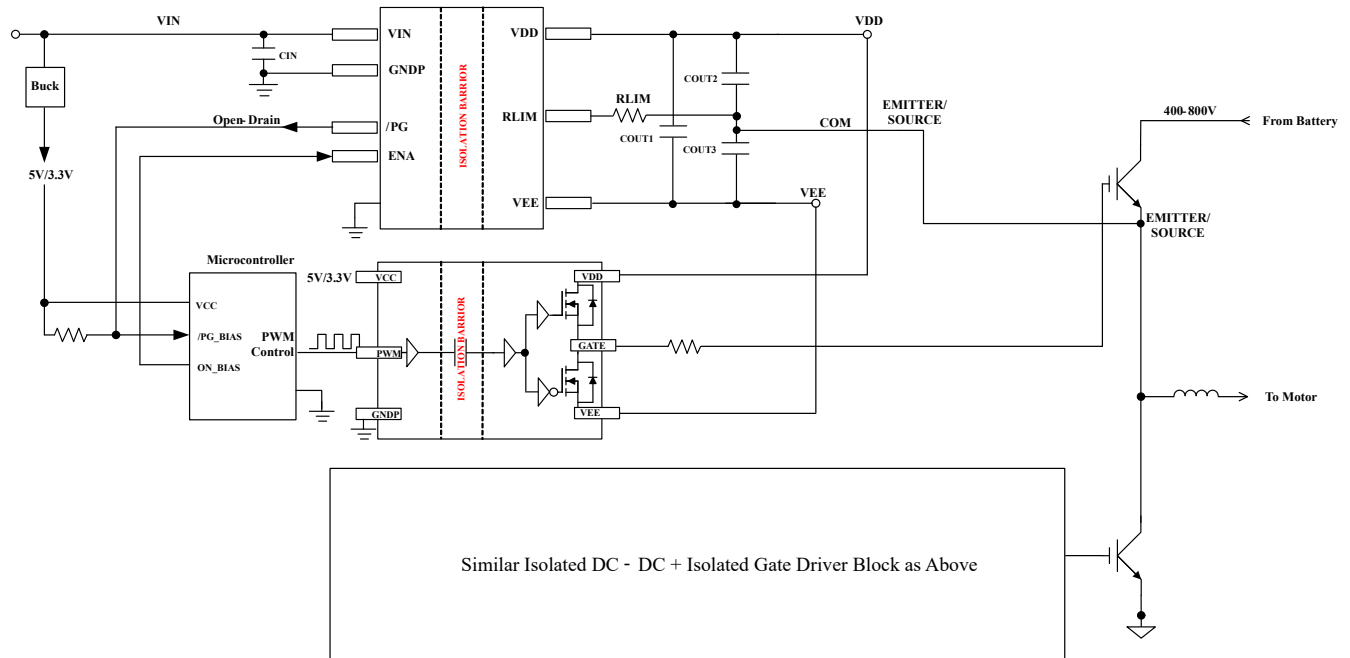 VIN
VDD
VIN
VDD
CIN
COUT2
Buck
GNDP
ISOLATION BARRIER
RLIM
RLIM
EMITTER/
SOURCE
400-800V
From Battery
Open-Drain
/PG
COM
COUT1
COUT3
ENA
5V/3.3V
VEE
VEE
EMITTER/
SOURCE
Microcontroller
5V/3.3V
VCC
ISOLATION BARRIER
VDD
VCC
/PG_BIAS
PWM
Control
PWM
GATE
ON_BIAS
To Motor
GNDP
VEE
Similar Isolated DC - DC + Isolated Gate Driver Block as Above